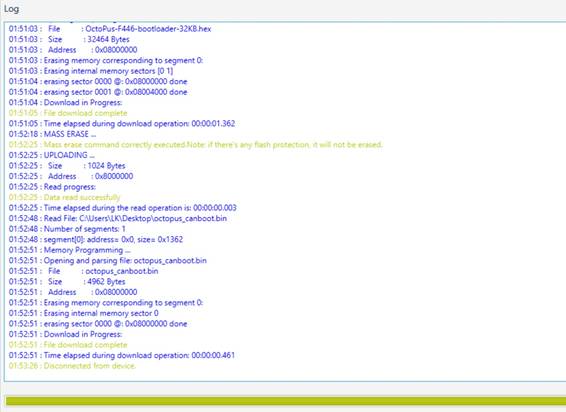 Log
01:51:03 : File : OctoPus-F446-bootloader-32KB.hex
01:51:03 : Size : 32464 Bytes
01:51:03 : Address : 0x08000000
01:51:03 : Erasing memory corresponding to segment 0:
01:51:03 : Erasing internal memory sectors [0 1]
01:51:04 : erasing sector 0000 @: 0x08000000 done
01:51:04 : erasing sector 0001 @: 0x08004000 done
01:51:04 : Download in Progress:
01:51:05 : File download complete
01:51:05 : Time elapsed during download operation: 00:00:01.362
01:52:18 : MASS ERASE ...
01:52:25 : Mass erase command correctly executed.Note: if there's any flash protection, it will not be erased.
01:52:25 : UPLOADING ...
01:52:25 : Size : 1024 Bytes
01:52:25 : Address : 0x8000000
01:52:25 : Read progress:
01:52:25 : Data read successfully
01:52:25 : Time elapsed during the read operation is: 00:00:00.003
01:52:48 : Read File: C:\Users\LK\Desktop\octopus_canboot.bin
01:52:48 : Number of segments: 1
01:52:48 : segment[0]: address= 0x0, size= 0x1362
01:52:51 : Memory Programming ...
01:52:51 : Opening and parsing file: octopus_canboot.bin
01:52:51 : File : octopus_canboot.bin
01:52:51 : Size : 4962 Bytes
01:52:51 : Address : 0x08000000
01:52:51 : Erasing memory corresponding to segment 0:
01:52:51 : Erasing internal memory sector 0
01:52:51 : erasing sector 0000 @: 0x08000000 done
01:52:51 : Download in Progress:
01:52:51 : File download complete
01:52:51 : Time elapsed during download operation: 00:00:00.461
01:53:26 : Disconnected from device.